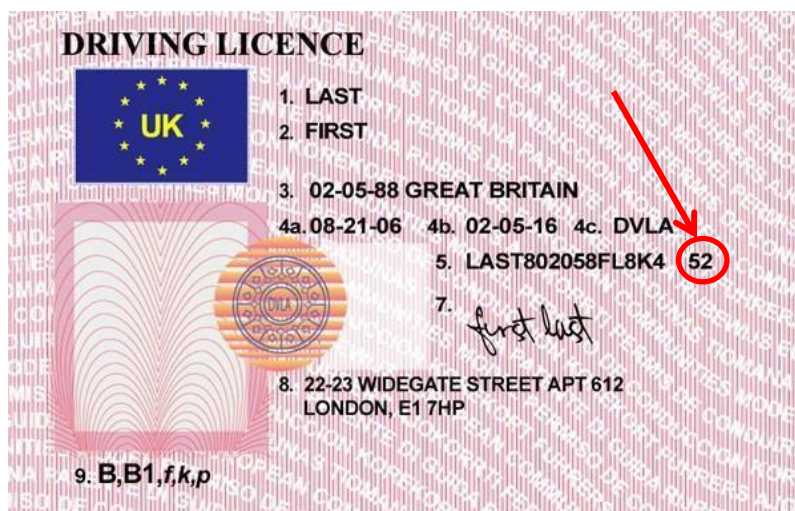 DRIVING LICENCE
UK
1. LAST
2. FIRST
3. 02-05-88 GREAT BRITAIN
4a. 08-21-06 4b. 02-05-16 4c. DVLA
5. LAST802058FL8K4 52
DVLA
7. first last
8. 22-23 WIDEGATE STREET APT 612
LONDON, E1 7HP
9. B,B1,f,k,p